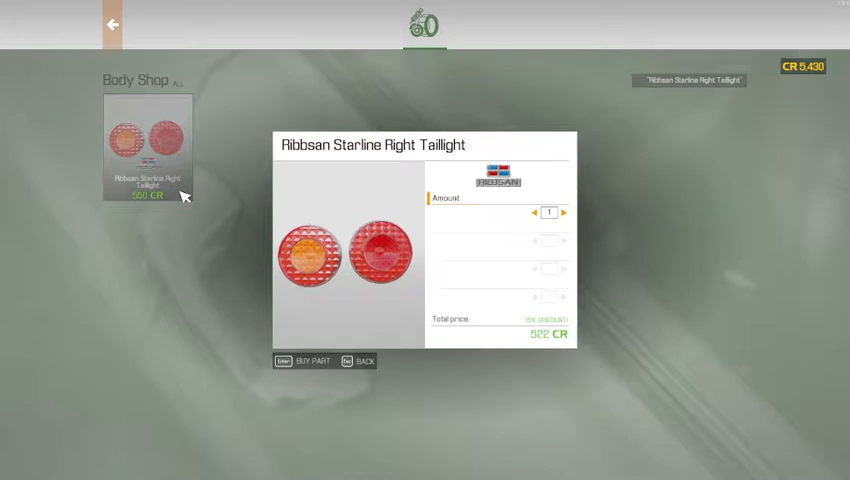 CR 5,430
Body Shop ALL
"Ribbsan Starline Right Taillight"
Ribbsan Starline Right
Taillight
550 CR
Ribbsan Starline Right Taillight
RIBBSAN
Amount
1
Total price:
(5% DISCOUNT)
522 CR
Enter BUY PART Esc BACK